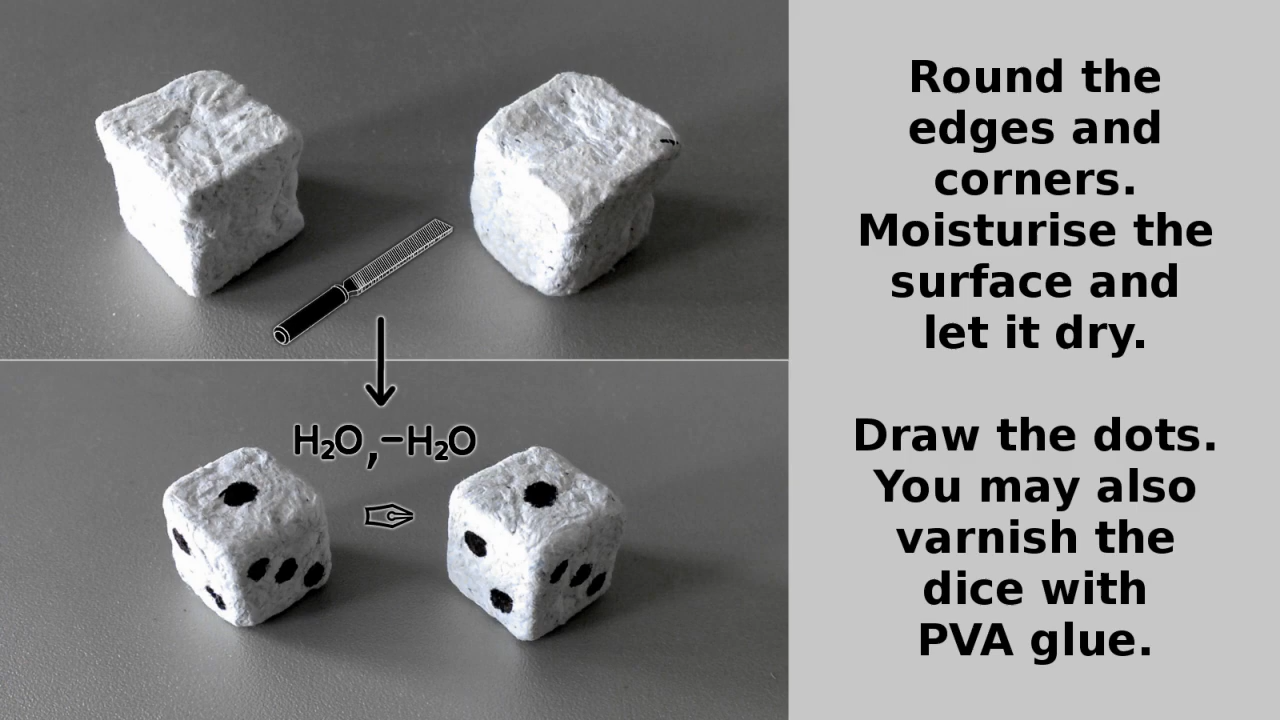 Round the
edges and
corners.
Moisturise the
surface and
let it dry.
Draw the dots.
You may also
varnish the
dice with
PVA glue.
H₂O,-H₂O